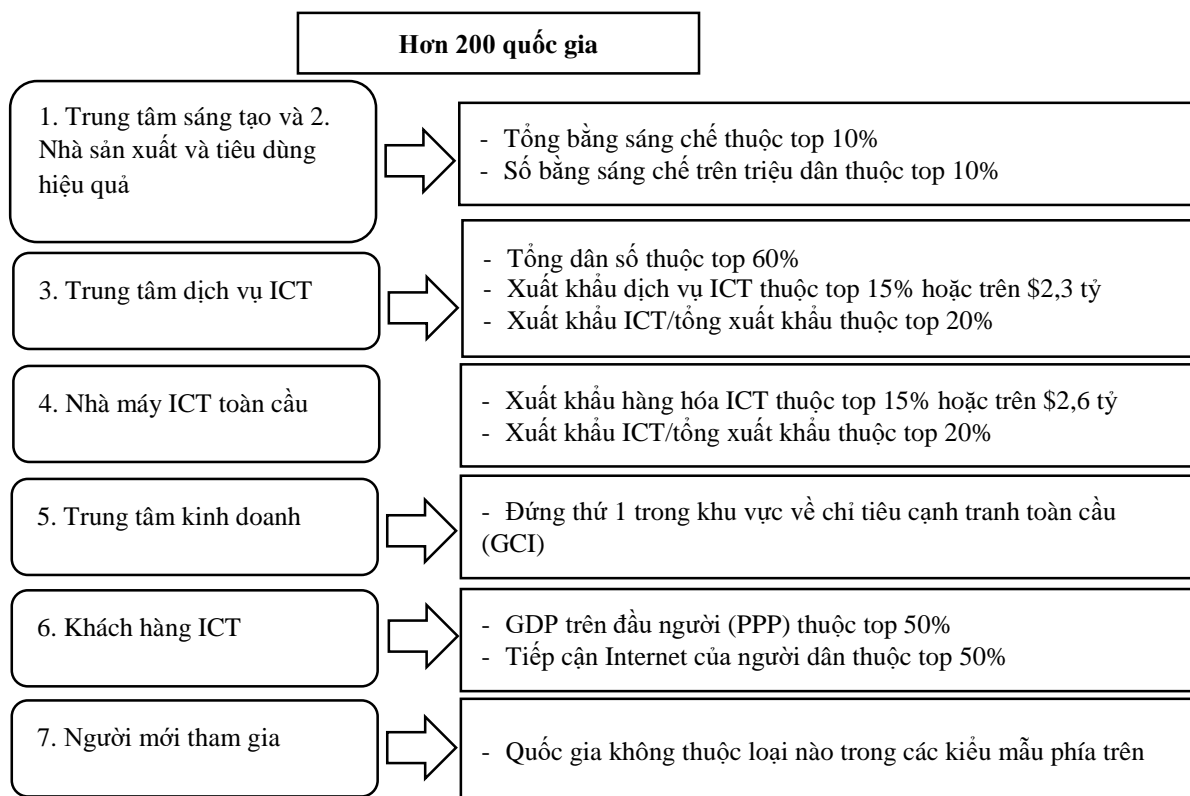 Hơn 200 quốc gia
1. Trung tâm sáng tạo và 2.
Nhà sản xuất và tiêu dùng
hiệu quả
- Tổng bằng sáng chế thuộc top 10%
- Số bằng sáng chế trên triệu dân thuộc top 10%
3. Trung tâm dịch vụ ICT
- Tổng dân số thuộc top 60%
- Xuất khẩu dịch vụ ICT thuộc top 15% hoặc trên $2,3 tỷ
- Xuất khẩu ICT/tổng xuất khẩu thuộc top 20%
4. Nhà máy ICT toàn cầu
- Xuất khẩu hàng hóa ICT thuộc top 15% hoặc trên $2,6 tỷ
- Xuất khẩu ICT/tổng xuất khẩu thuộc top 20%
5. Trung tâm kinh doanh
- Đứng thứ 1 trong khu vực về chỉ tiêu cạnh tranh toàn cầu
(GCI)
6. Khách hàng ICT
- GDP trên đầu người (PPP) thuộc top 50%
- Tiếp cận Internet của người dân thuộc top 50%
7. Người mới tham gia
- Quốc gia không thuộc loại nào trong các kiểu mẫu phía trên